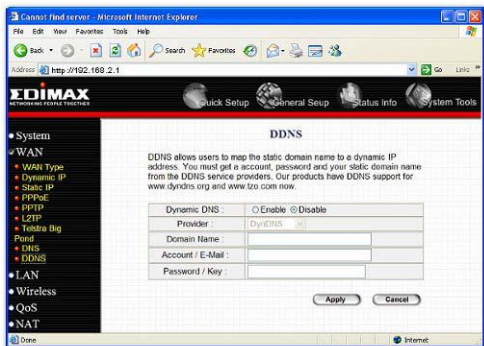 Cannot find server - Microsoft Internet Explorer
File Edit View Favorites Tools Help
Back Search Favorites
Address http://192.168.2.1 Go Links »
EDIMAX
NETWORKING PEOPLE TOGETHER
Quick Setup General Seup Status Info System Tools
System
WAN
WAN Type
Dynamic IP
Static IP
PPPoE
PPTP
L2TP
Telstra Big
Pond
DNS
DDNS
LAN
Wireless
QoS
NAT
DDNS
DDNS allows users to map the static domain name to a dynamic IP
address. You must get a account, password and your static domain name
from the DDNS service providers. Our products have DDNS support for
www.dyndns.org and www.tzo.com now.
Dynamic DNS : Enable Disable
Provider : DynDNS
Domain Name :
Account / E-Mail :
Password / Key :
Apply Cancel
Done Internet